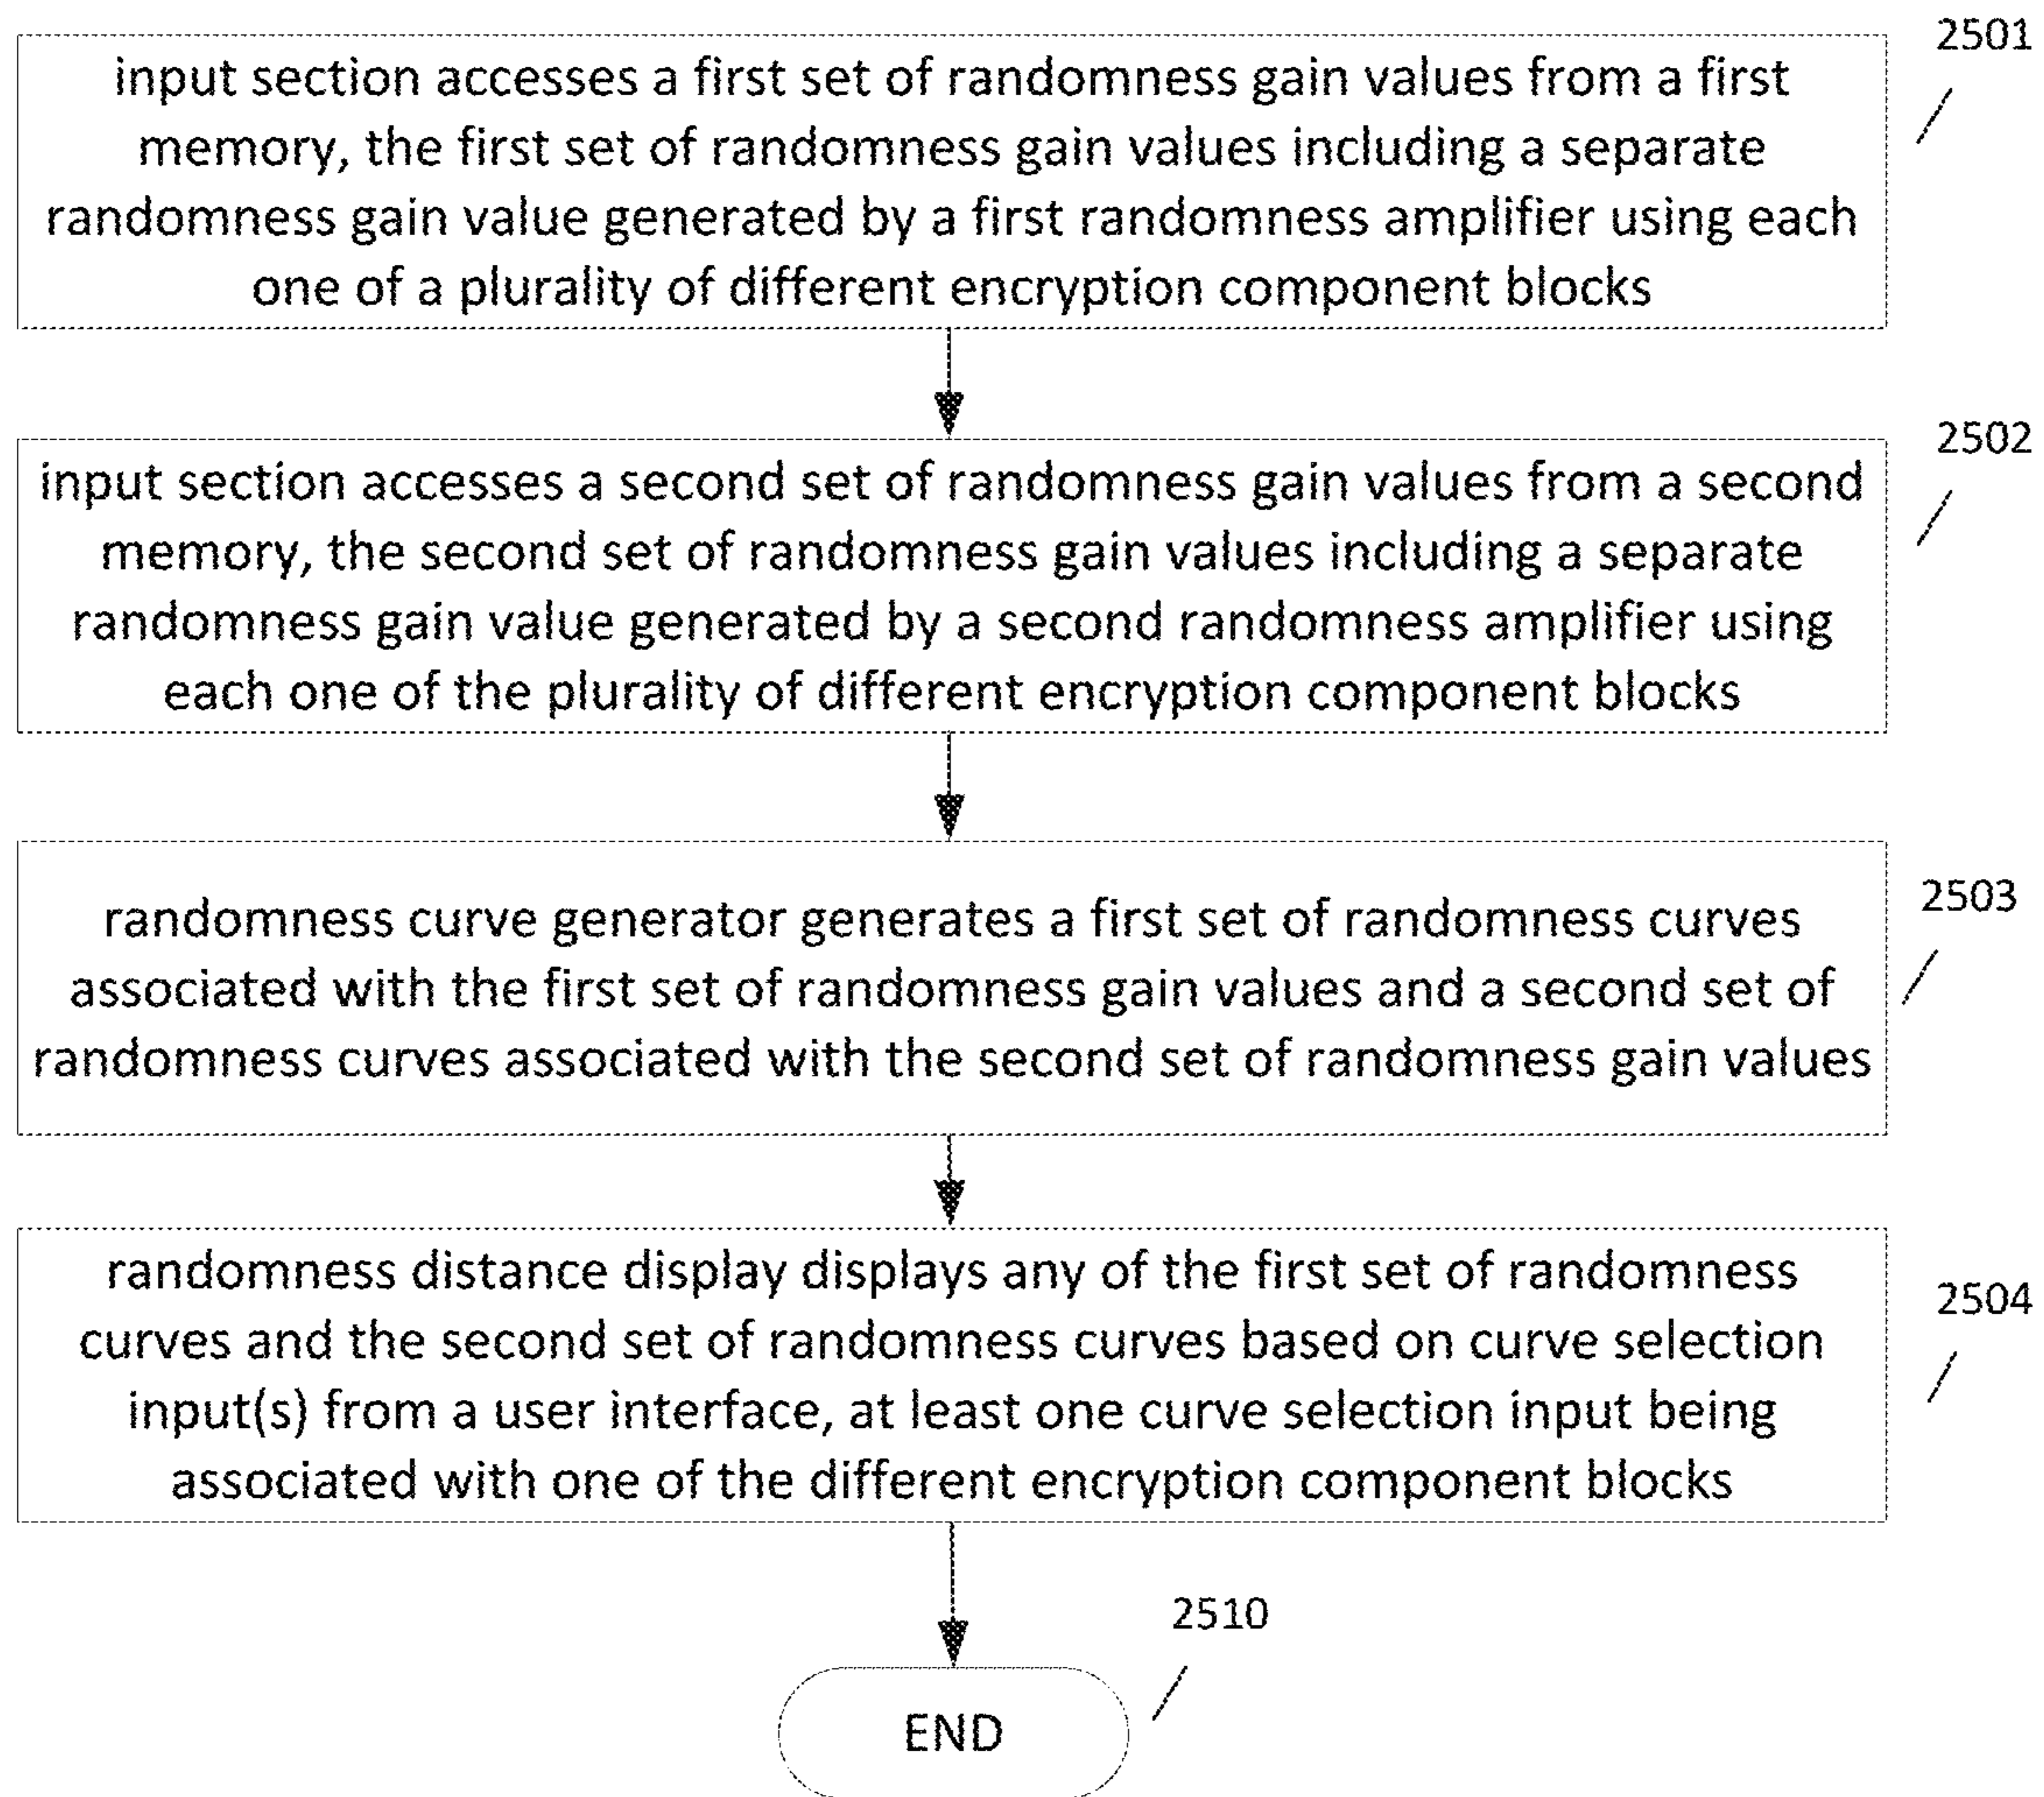 2501
input section accesses a first set of randomness gain values from a first
memory, the first set of randomness gain values including a separate
randomness gain value generated by a first randomness amplifier using each
one of a plurality of different encryption component blocks
2502
input section accesses a second set of randomness gain values from a second
memory, the second set of randomness gain values including a separate
randomness gain value generated by a second randomness amplifier using
each one of the plurality of different encryption component blocks
2503
randomness curve generator generates a first set of randomness curves
associated with the first set of randomness gain values and a second set of
randomness curves associated with the second set of randomness gain values
2504
randomness distance display displays any of the first set of randomness
curves and the second set of randomness curves based on curve selection
input(s) from a user interface, at least one curve selection input being
associated with one of the different encryption component blocks
2510
END